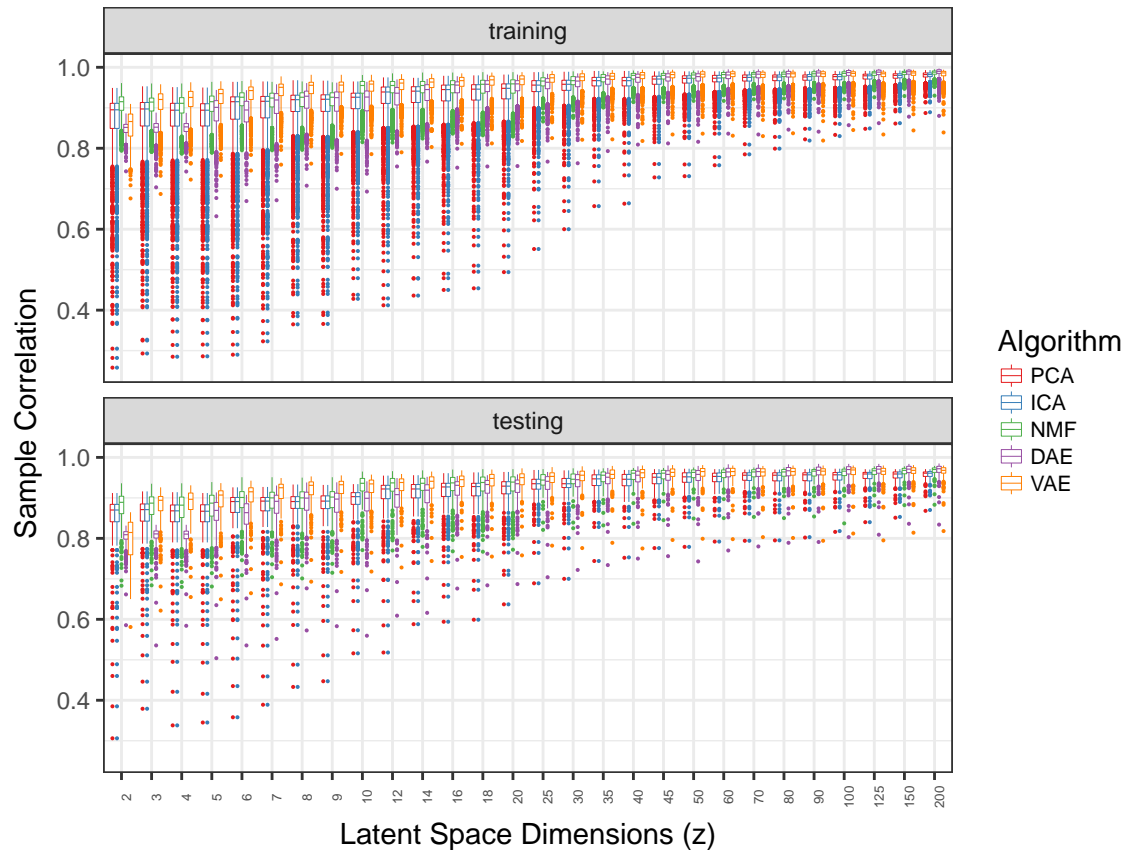 training
1.0
0.8
0.6
0.4
testing
1.0
0.8
0.6
0.4
Sample Correlation
2 3 4 5 6 7 8 9 10 12 14 16 18 20 25 30 35 40 45 50 60 70 80 90 100 125 150 200
Latent Space Dimensions (z)
Algorithm
PCA
ICA
NMF
DAE
VAE